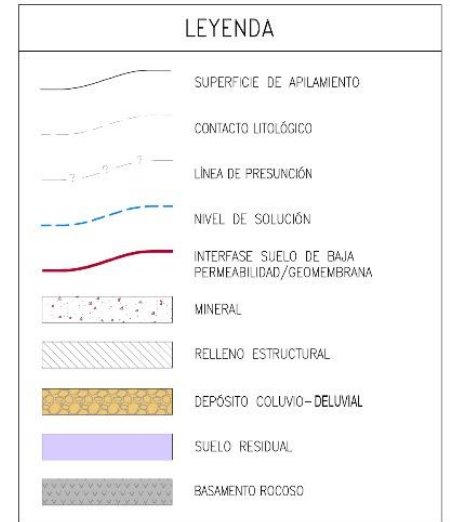 LEYENDA
SUPERFICIE DE APILAMIENTO
CONTACTO LITOLÓGICO
? ? ?
LÍNEA DE PRESUNCIÓN
NIVEL DE SOLUCIÓN
INTERFASE SUELO DE BAJA
PERMEABILIDAD/GEOMEMBRANA
MINERAL
RELLENO ESTRUCTURAL
DEPÓSITO COLUVIO-DELUVIAL
SUELO RESIDUAL
BASAMENTO ROCOSO